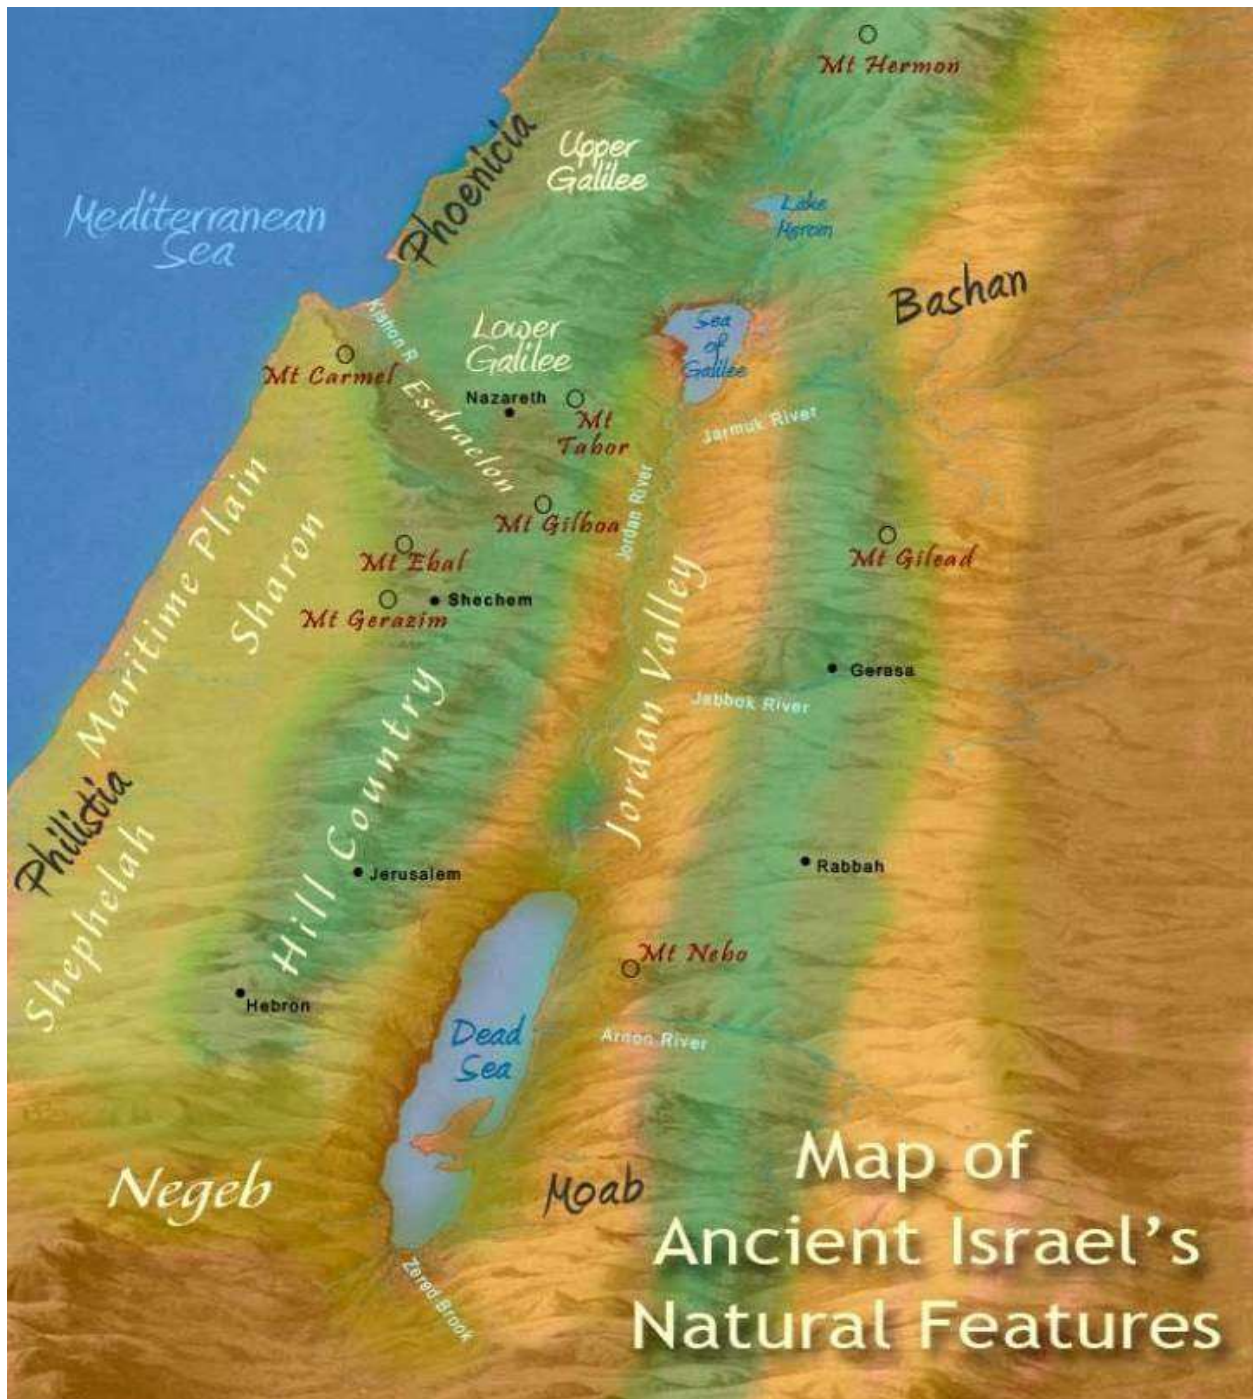 Mt Hermon
Phoenicia
Upper
Galilee
Mediterranean
Sea
Lake
Merom
Bashan
Kishon R
Lower
Galilee
Sea
of
Galilee
Mt Carmel
Esdraelon
Nazareth
Mt
Tabor
Jarmuk River
Jordan River
Mt Gilboa
Mt Ebal
Mt Gilead
Maritime Plain
Sharon
Shechem
Mt Gerazim
Jordan Valley
Gerasa
Jabbok River
Philistia
Shephelah
Hill Country
Jerusalem
Rabbah
Mt Nebo
Hebron
Dead
Sea
Arnon River
Negeb
Moab
Zered Brook
Map of
Ancient Israel's
Natural Features